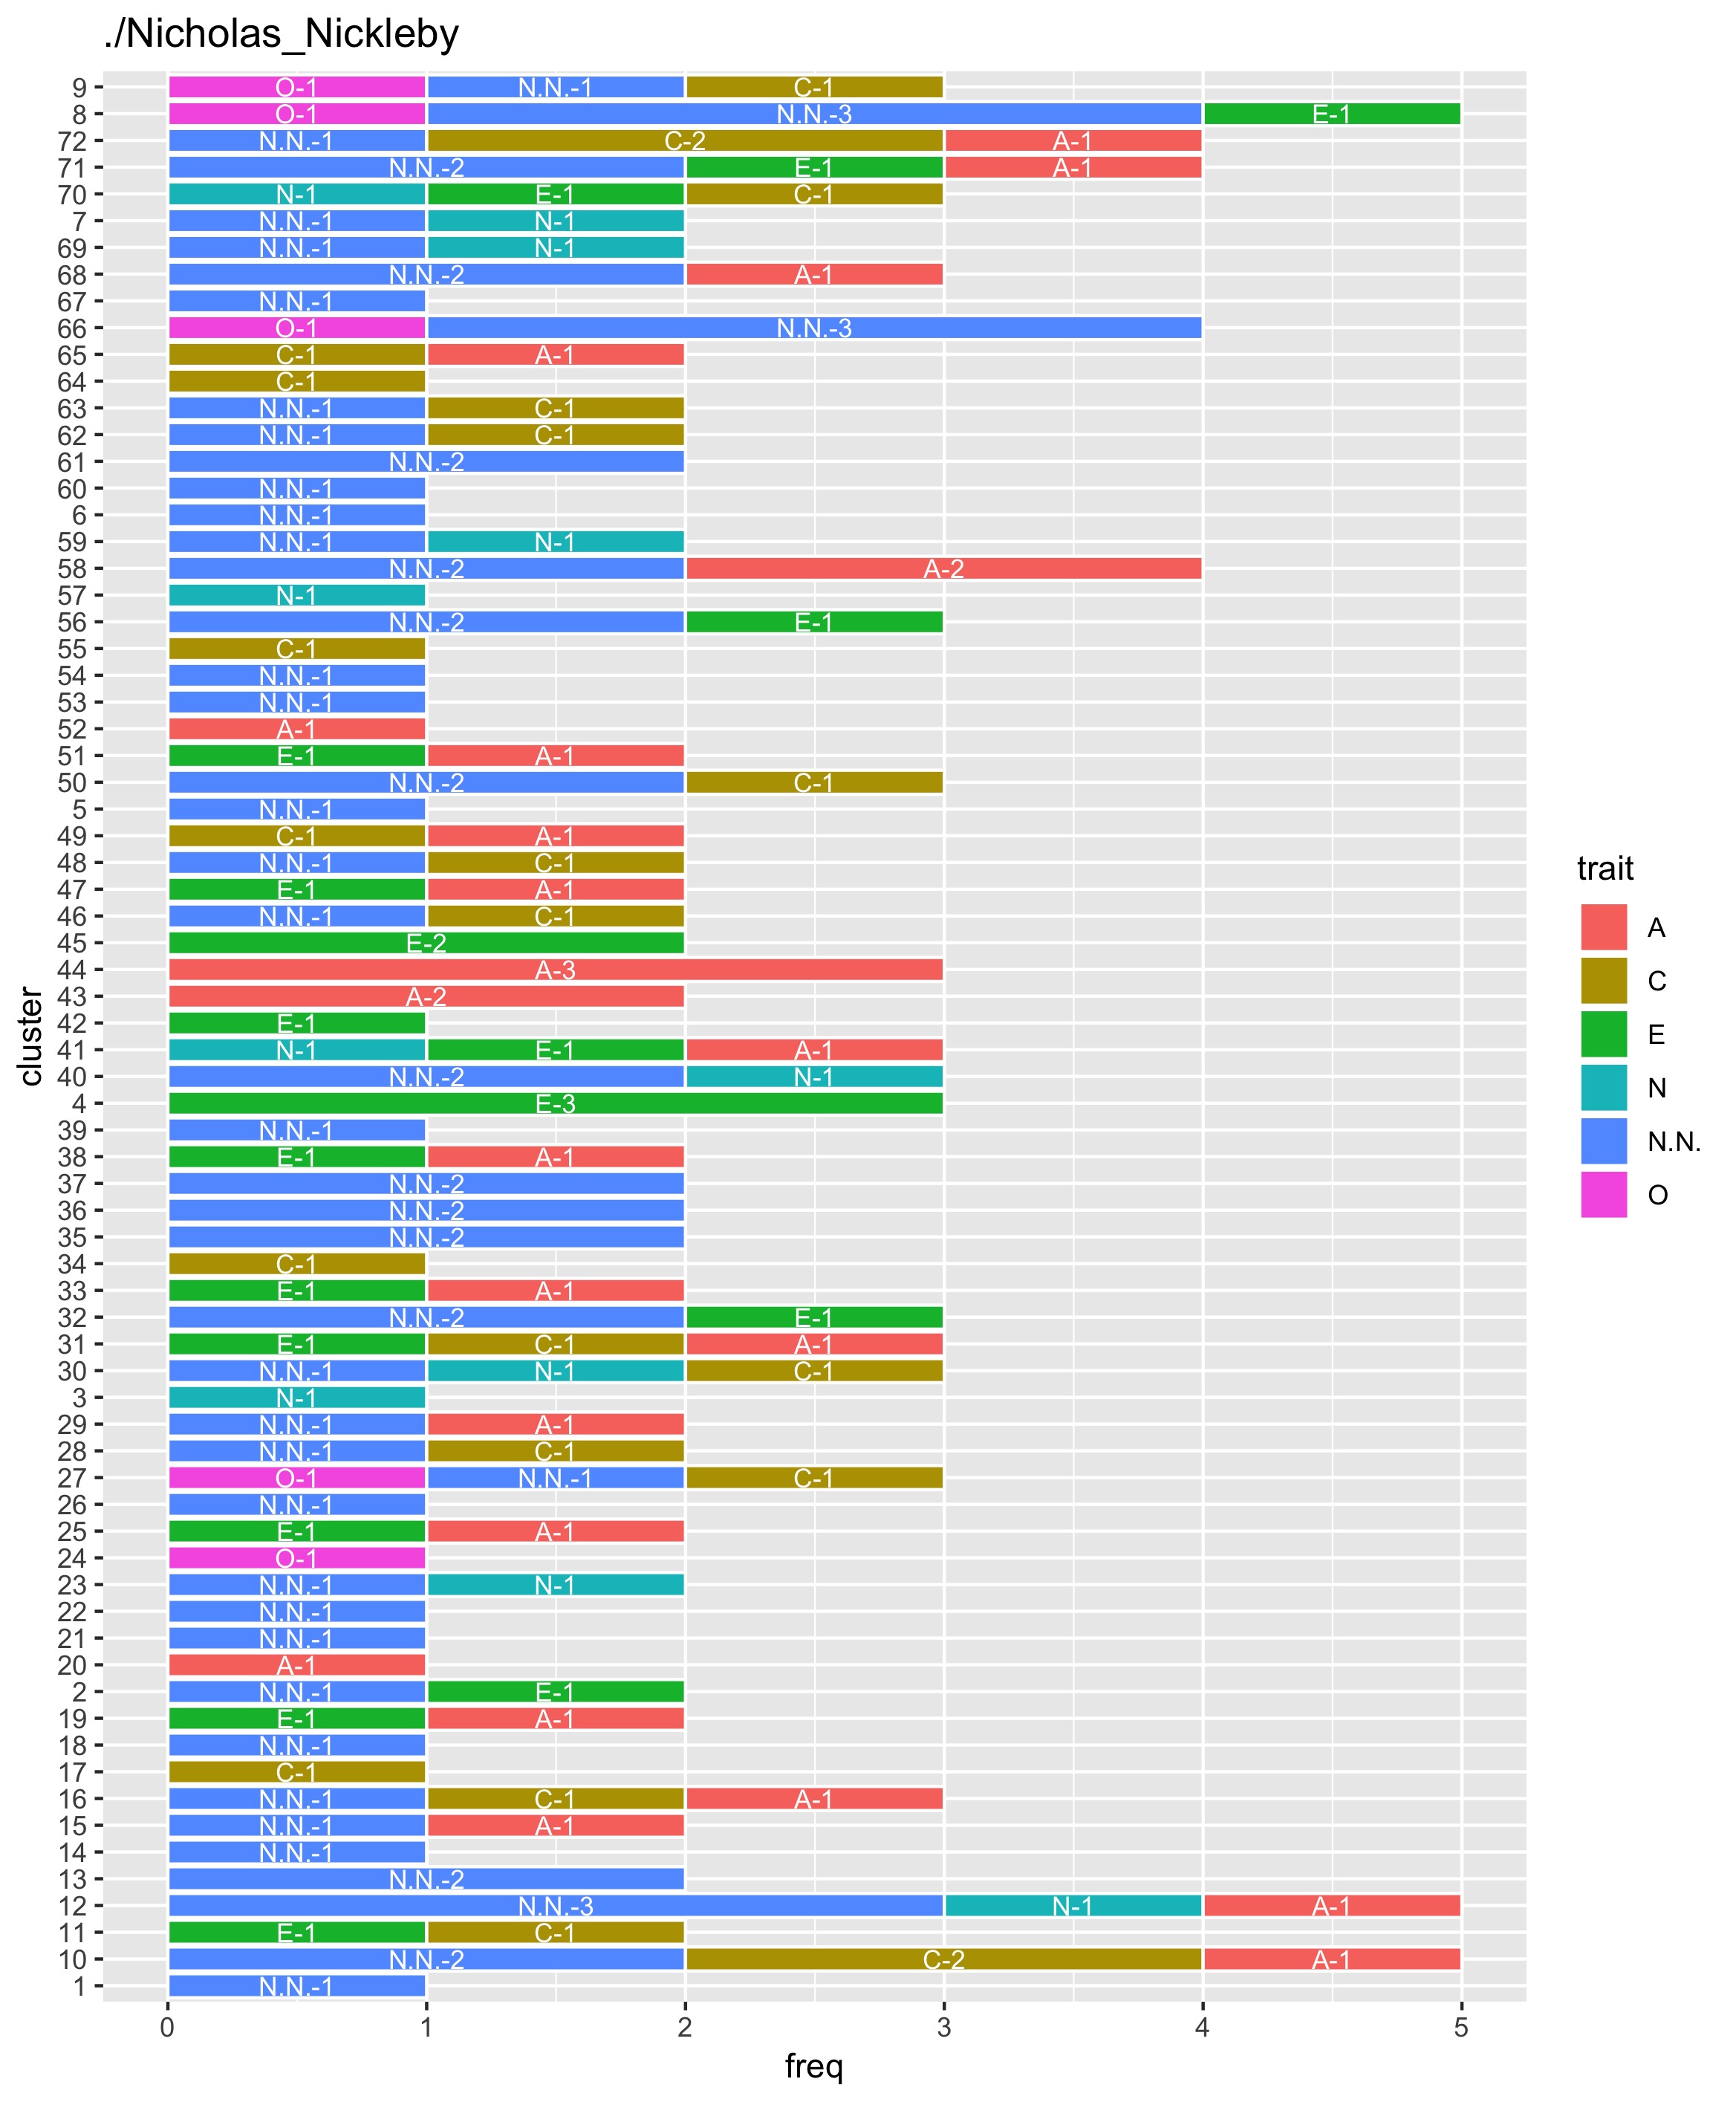 ./Nicholas_Nickleby
9 O-1 N.N.-1 C-1
8 O-1 N.N.-3 E-1
72 N.N.-1 C-2 A-1
71 N.N.-2 E-1 A-1
70 N-1 E-1 C-1
7 N.N.-1 N-1
69 N.N.-1 N-1
68 N.N.-2 A-1
67 N.N.-1
66 O-1 N.N.-3
65 C-1 A-1
64 C-1
63 N.N.-1 C-1
62 N.N.-1 C-1
61 N.N.-2
60 N.N.-1
6 N.N.-1
59 N.N.-1 N-1
58 N.N.-2 A-2
57 N-1
56 N.N.-2 E-1
55 C-1
54 N.N.-1
53 N.N.-1
52 A-1
51 E-1 A-1
50 N.N.-2 C-1
5 N.N.-1
49 C-1 A-1
48 N.N.-1 C-1
47 E-1 A-1
46 N.N.-1 C-1
45 E-2
44 A-3
43 A-2
42 E-1
41 N-1 E-1 A-1
40 N.N.-2 N-1
4 E-3
39 N.N.-1
38 E-1 A-1
37 N.N.-2
36 N.N.-2
35 N.N.-2
34 C-1
33 E-1 A-1
32 N.N.-2 E-1
31 E-1 C-1 A-1
30 N.N.-1 N-1 C-1
3 N-1
29 N.N.-1 A-1
28 N.N.-1 C-1
27 O-1 N.N.-1 C-1
26 N.N.-1
25 E-1 A-1
24 O-1
23 N.N.-1 N-1
22 N.N.-1
21 N.N.-1
20 A-1
2 N.N.-1 E-1
19 E-1 A-1
18 N.N.-1
17 C-1
16 N.N.-1 C-1 A-1
15 N.N.-1 A-1
14 N.N.-1
13 N.N.-2
12 N.N.-3 N-1 A-1
11 E-1 C-1
10 N.N.-2 C-2 A-1
1 N.N.-1
0 1 2 3 4 5
freq
cluster
trait
A
C
E
N
N.N.
O